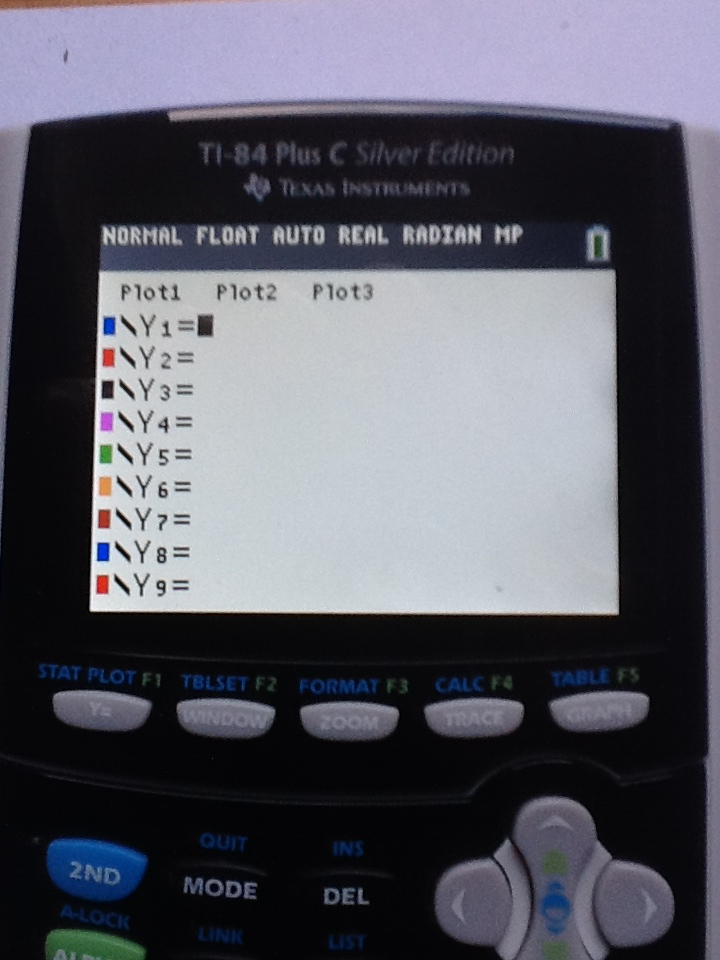 TI-84 Plus C Silver Edition
TEXAS INSTRUMENTS
NORMAL FLOAT AUTO REAL RADIAN MP
Plot1 Plot2 Plot3
\Y1=
\Y2=
\Y3=
\Y4=
\Y5=
\Y6=
\Y7=
\Y8=
\Y9=
STAT PLOT F1 TBLSET F2 FORMAT F3 CALC F4 TABLE F5
Y= WINDOW ZOOM TRACE GRAPH
QUIT INS
2ND MODE DEL
A-LOCK LINK LIST